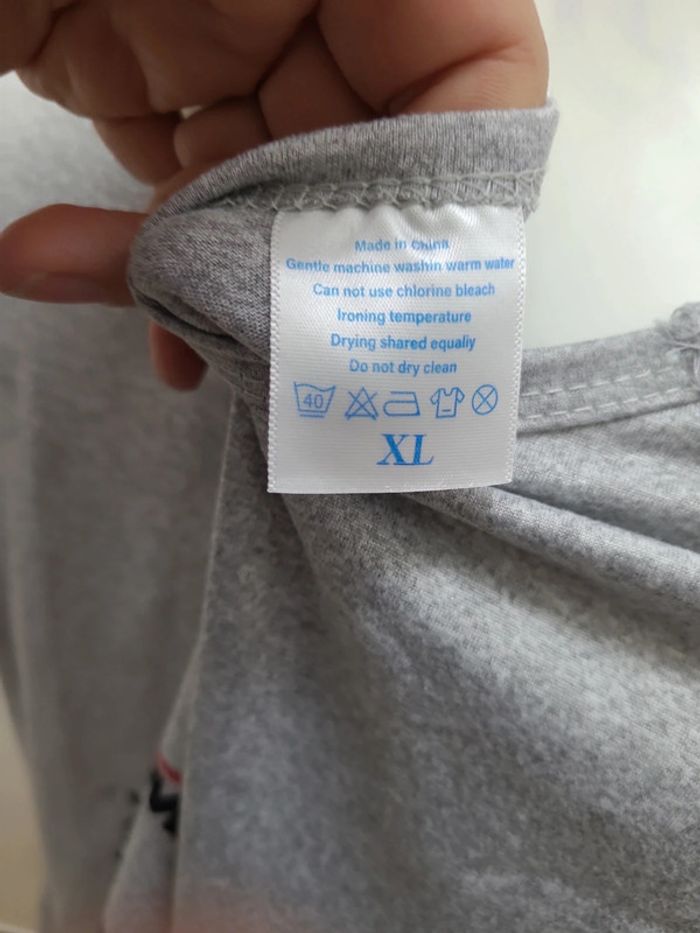 Made in China
Gentle machine washin warm water
Can not use chlorine bleach
Ironing temperature
Drying shared equaliy
Do not dry clean
40
XL